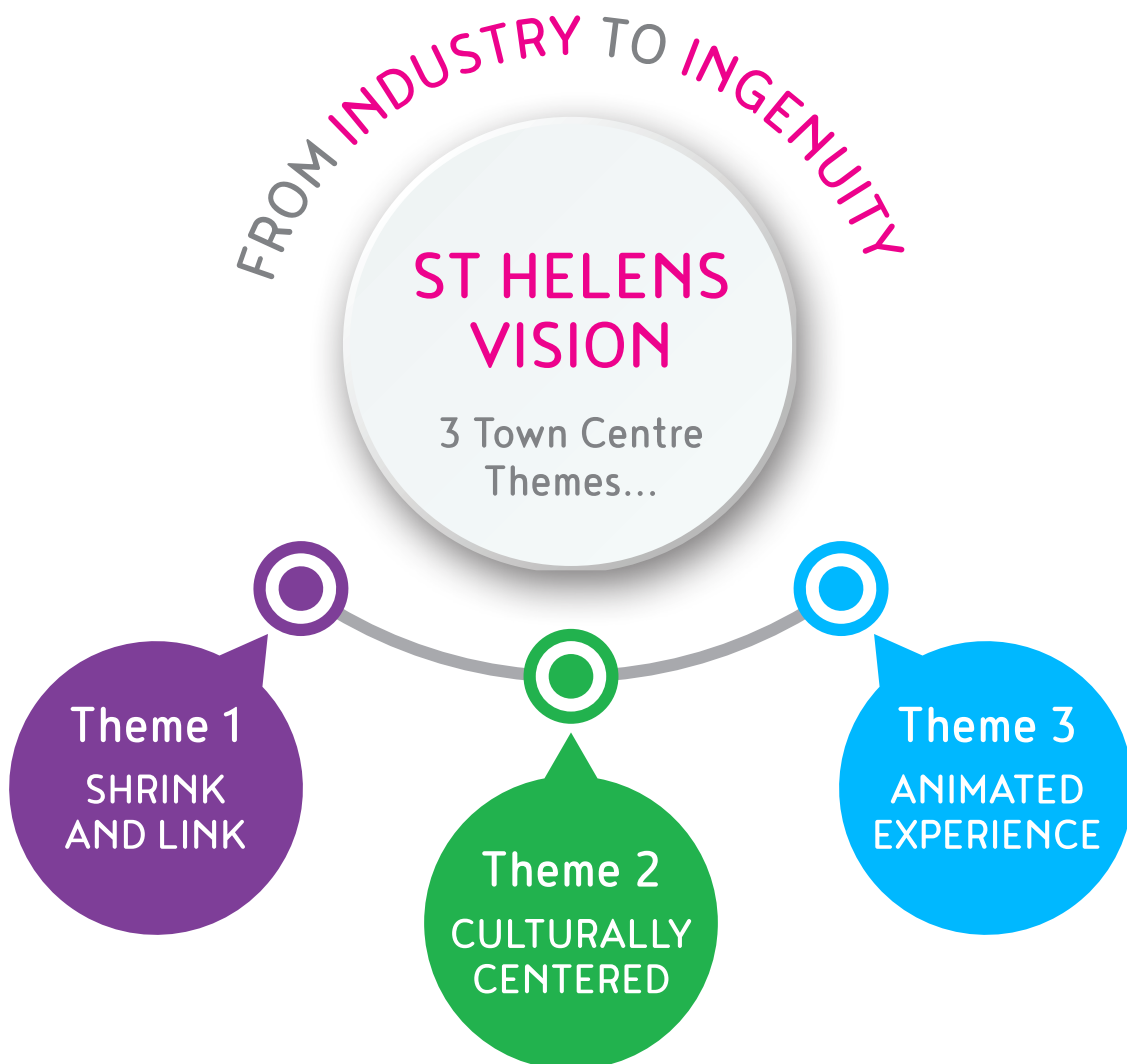 FROM INDUSTRY TO INGENUITY
ST HELENS
VISION
3 Town Centre
Themes...
Theme 1
SHRINK
AND LINK
Theme 2
CULTURALLY
CENTERED
Theme 3
ANIMATED
EXPERIENCE